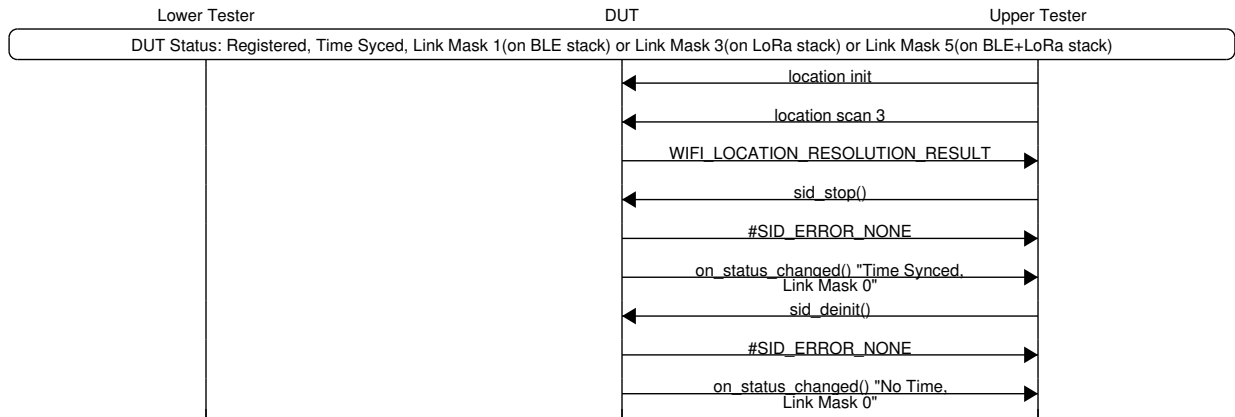 Lower Tester DUT Upper Tester
DUT Status: Registered, Time Syced, Link Mask 1(on BLE stack) or Link Mask 3(on LoRa stack) or Link Mask 5(on BLE+LoRa stack)
location init
location scan 3
WIFI_LOCATION_RESOLUTION_RESULT
sid_stop()
#SID_ERROR_NONE
on_status_changed() "Time Synced,
Link Mask 0"
sid_deinit()
#SID_ERROR_NONE
on_status_changed() "No Time,
Link Mask 0"